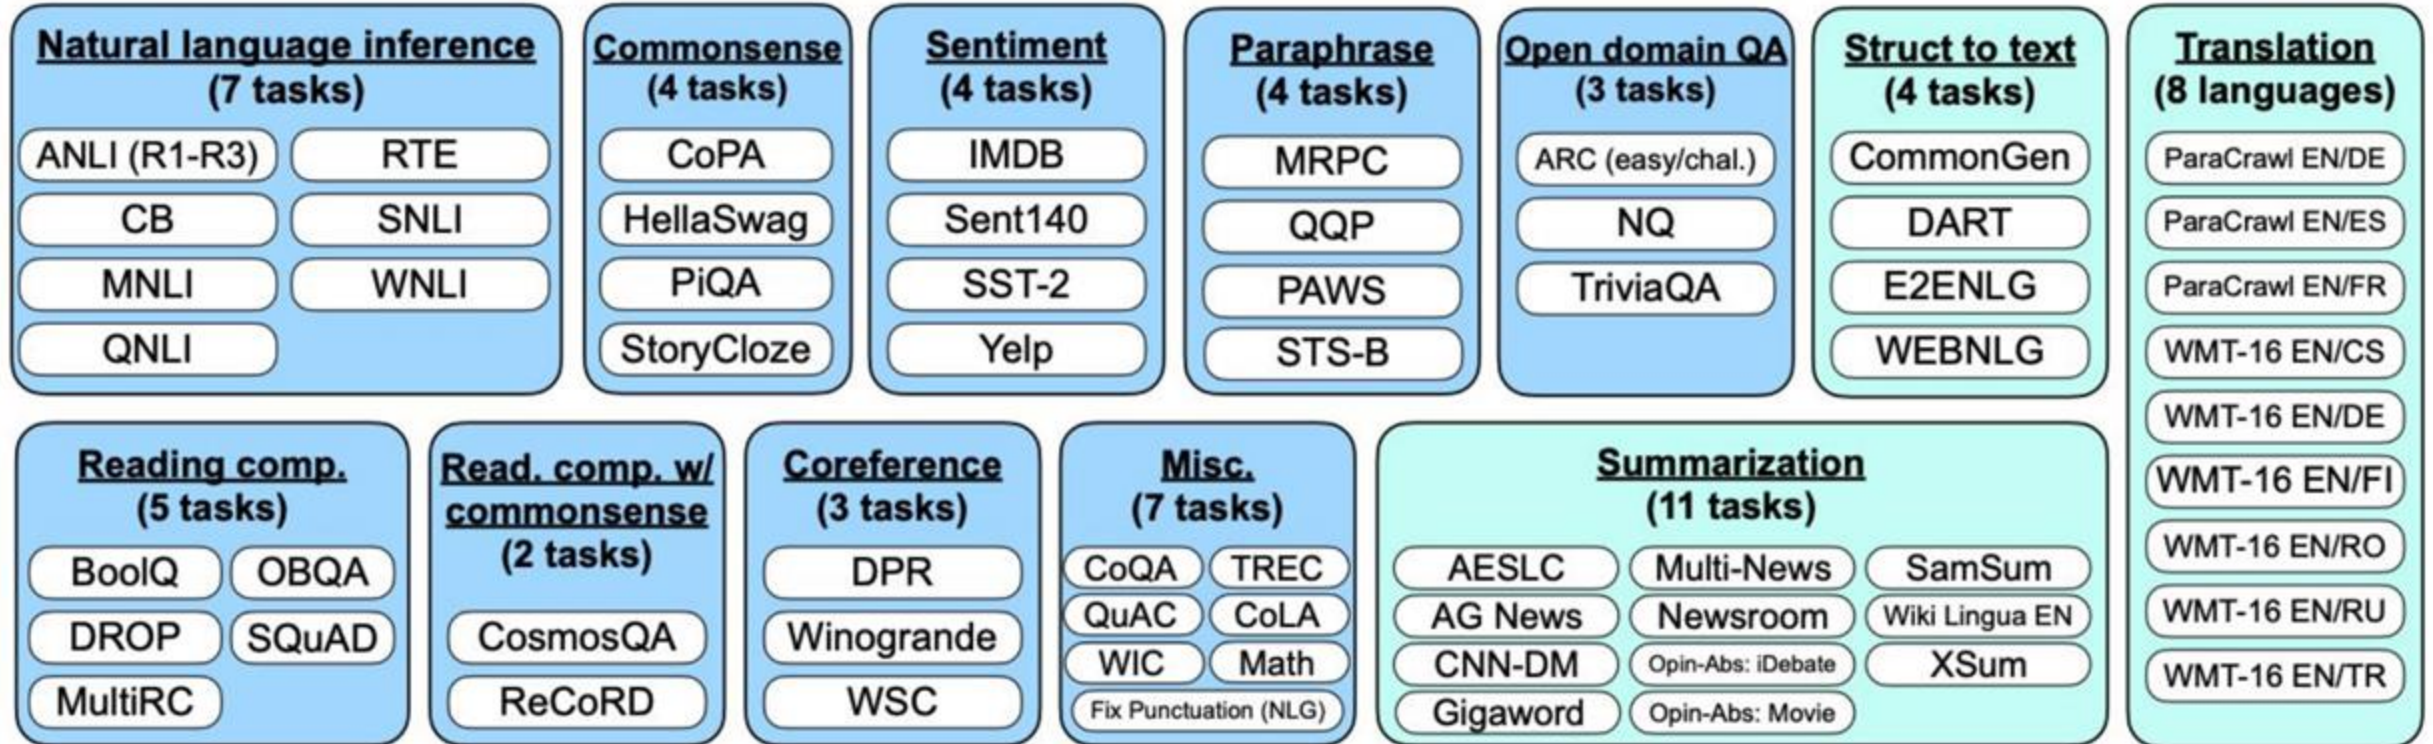 Natural language inference
(7 tasks)
ANLI (R1-R3)
RTE
CB
SNLI
MNLI
WNLI
QNLI
Commonsense
(4 tasks)
CoPA
HellaSwag
PiQA
StoryCloze
Sentiment
(4 tasks)
IMDB
Sent140
SST-2
Yelp
Paraphrase
(4 tasks)
MRPC
QQP
PAWS
STS-B
Open domain QA
(3 tasks)
ARC (easy/chal.)
NQ
TriviaQA
Struct to text
(4 tasks)
CommonGen
DART
E2ENLG
WEBNLG
Translation
(8 languages)
ParaCrawl EN/DE
ParaCrawl EN/ES
ParaCrawl EN/FR
WMT-16 EN/CS
WMT-16 EN/DE
WMT-16 EN/FI
WMT-16 EN/RO
WMT-16 EN/RU
WMT-16 EN/TR
Reading comp.
(5 tasks)
BoolQ
OBQA
DROP
SQuAD
MultiRC
Read. comp. w/
commonsense
(2 tasks)
CosmosQA
ReCoRD
Coreference
(3 tasks)
DPR
Winogrande
WSC
Misc.
(7 tasks)
CoQA
TREC
QuAC
CoLA
WIC
Math
Fix Punctuation (NLG)
Summarization
(11 tasks)
AESLC
Multi-News
SamSum
AG News
Newsroom
Wiki Lingua EN
CNN-DM
Opin-Abs: iDebate
XSum
Gigaword
Opin-Abs: Movie